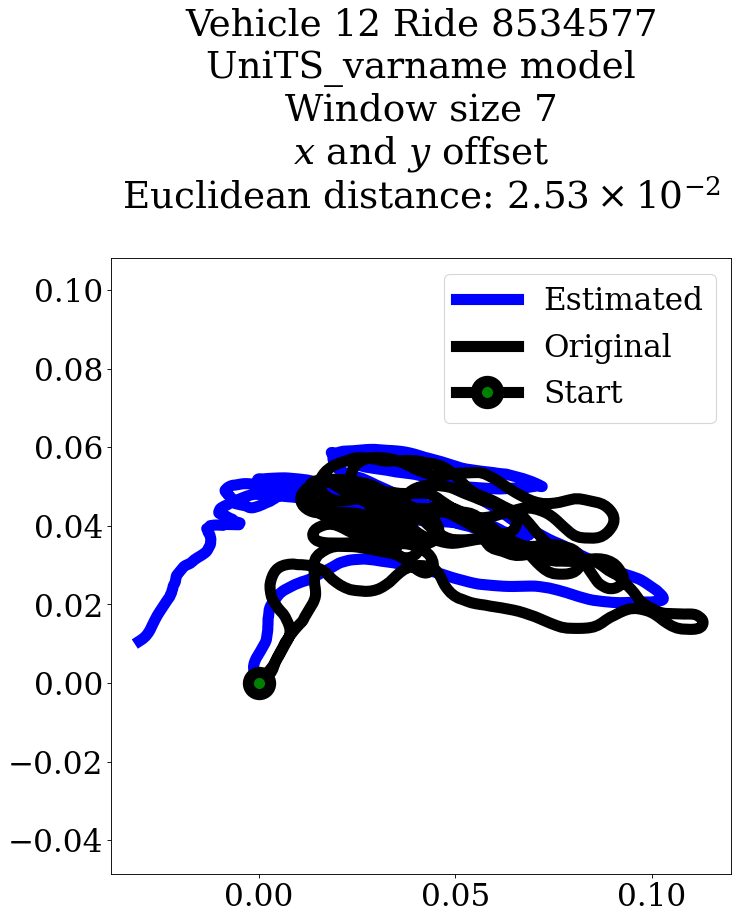 Vehicle 12 Ride 8534577
UniTS_varname model
Window size 7
x and y offset
Euclidean distance: 2.53 × 10⁻²
Estimated
Original
Start
0.10
0.08
0.06
0.04
0.02
0.00
−0.02
−0.04
0.00 0.05 0.10